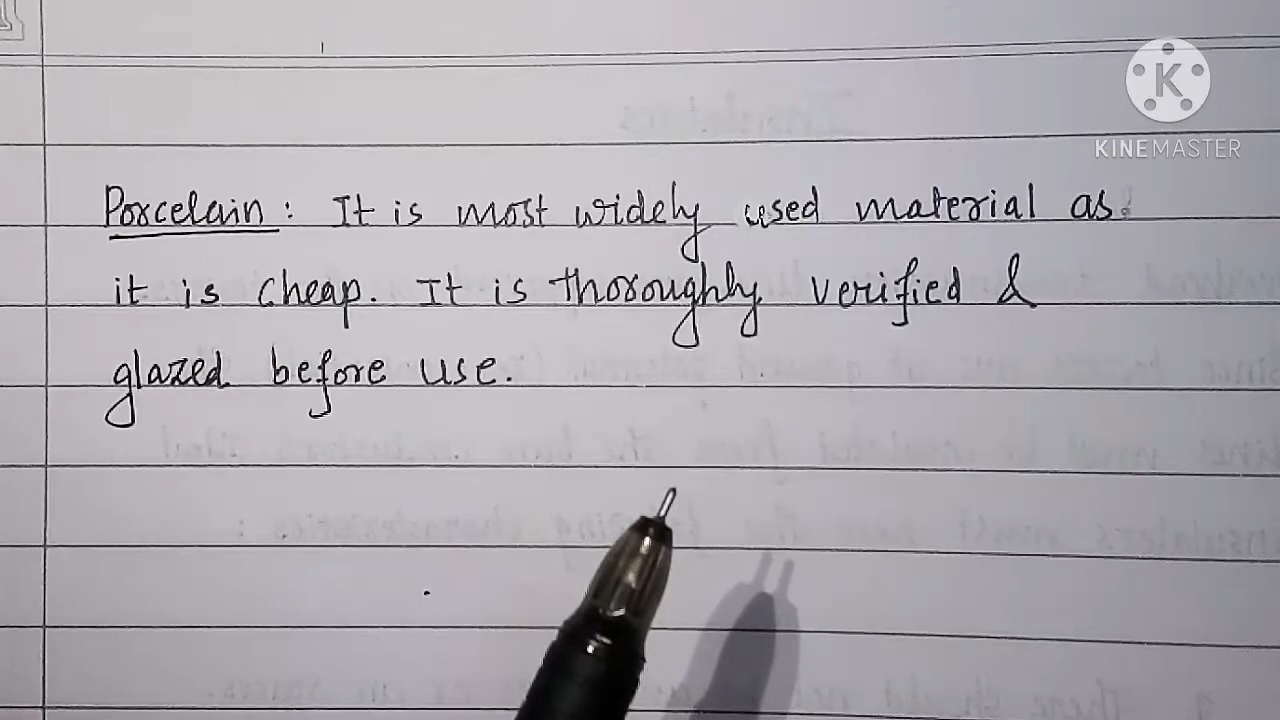 KINEMASTER
Porcelain: It is most widely used material as
it is cheap. It is thoroughly verified &
glazed before use.